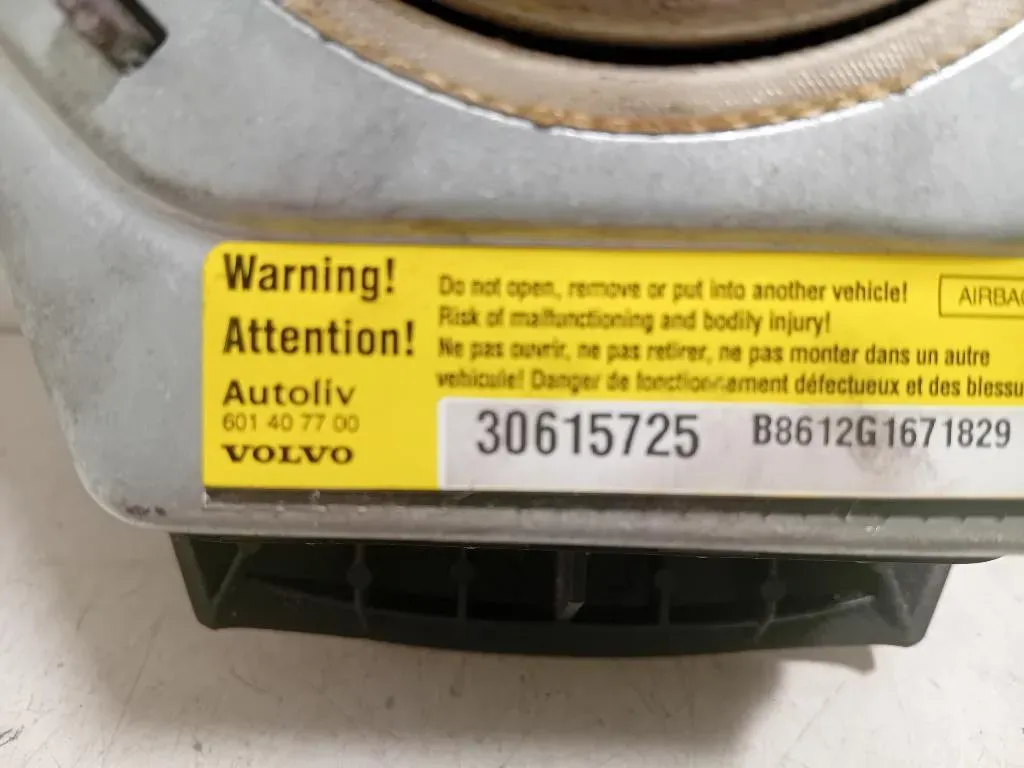 Warning!
Attention!
Autoliv
601 40 77 00
VOLVO
Do not open, remove or put into another vehicle!
Risk of malfunctioning and bodily injury!
Ne pas ouvrir, ne pas retirer, ne pas monter dans un autre
vehicule! Danger de fonctionnement défectueux et des blessu
AIRBAG
30615725
B8612G1671829